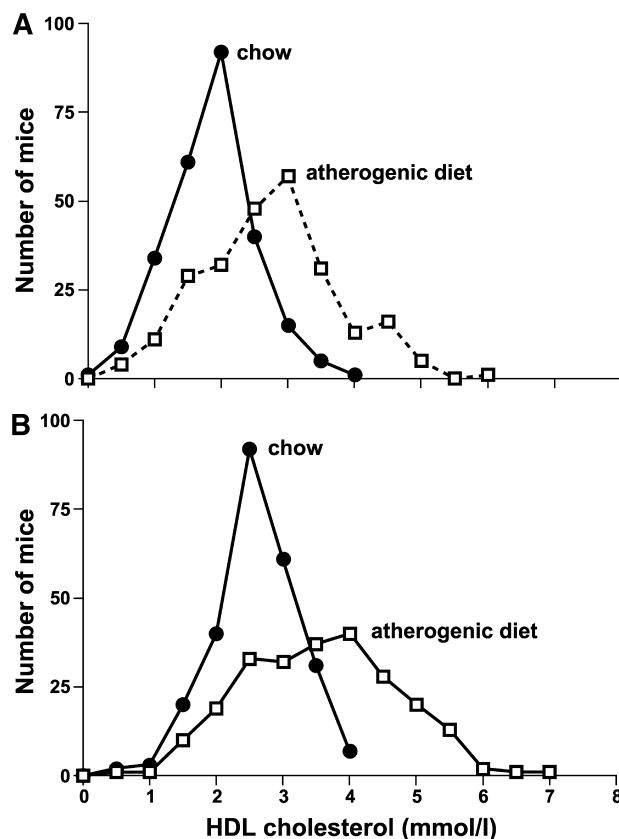 A
100
chow
75
Number of mice
atherogenic diet
50
25
0
B
100
chow
75
Number of mice
atherogenic diet
50
25
0
0 1 2 3 4 5 6 7 8
HDL cholesterol (mmol/l)